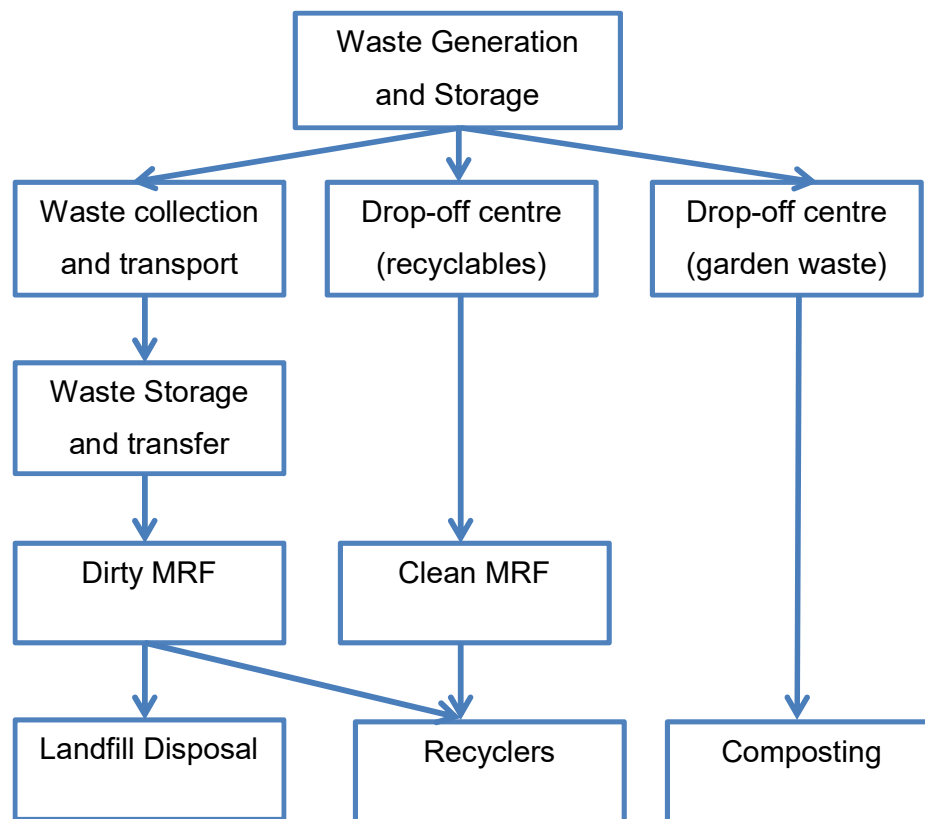 Waste Generation
and Storage
Waste collection
and transport
Drop-off centre
(recyclables)
Drop-off centre
(garden waste)
Waste Storage
and transfer
Dirty MRF
Clean MRF
Landfill Disposal
Recyclers
Composting